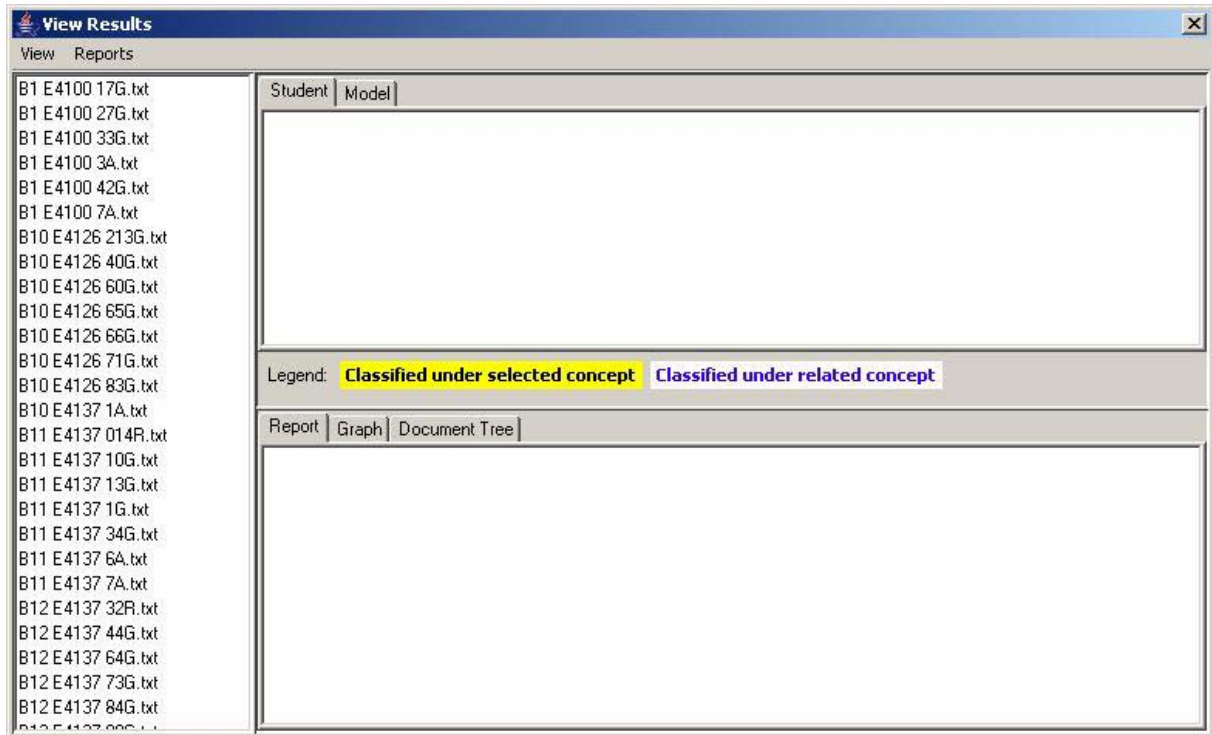 View Results
View Reports
B1 E4100 17G.txt
B1 E4100 27G.txt
B1 E4100 33G.txt
B1 E4100 3A.txt
B1 E4100 42G.txt
B1 E4100 7A.txt
B10 E4126 213G.txt
B10 E4126 40G.txt
B10 E4126 60G.txt
B10 E4126 65G.txt
B10 E4126 66G.txt
B10 E4126 71G.txt
B10 E4126 83G.txt
B10 E4137 1A.txt
B11 E4137 014R.txt
B11 E4137 10G.txt
B11 E4137 13G.txt
B11 E4137 1G.txt
B11 E4137 34G.txt
B11 E4137 6A.txt
B11 E4137 7A.txt
B12 E4137 32R.txt
B12 E4137 44G.txt
B12 E4137 64G.txt
B12 E4137 73G.txt
B12 E4137 84G.txt
Student Model
Legend: Classified under selected concept Classified under related concept
Report Graph Document Tree